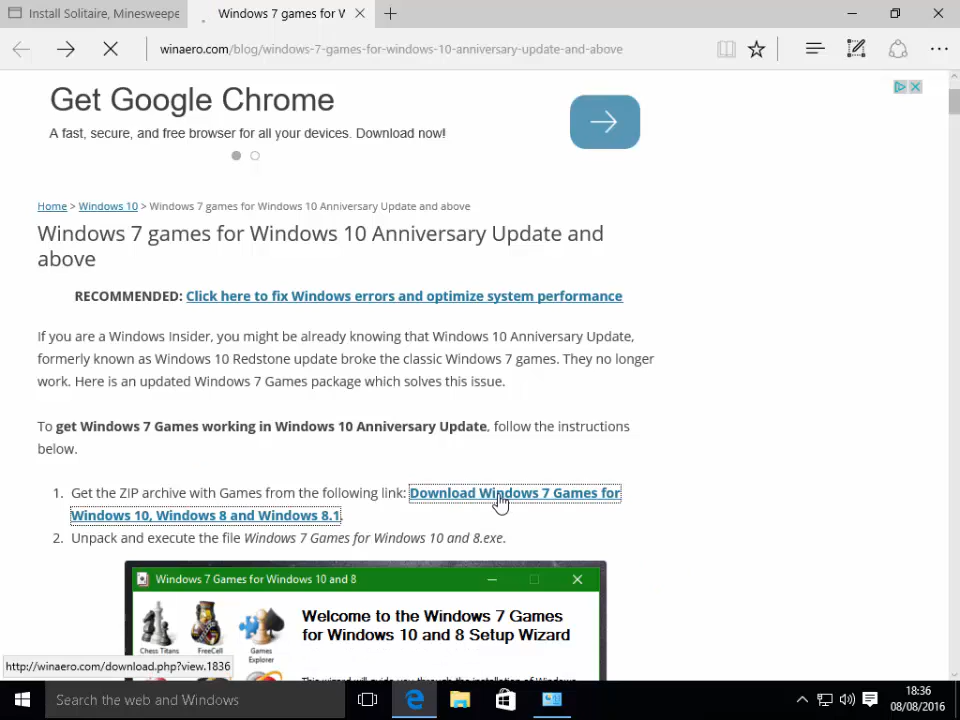 Install Solitaire, Minesweepe
Windows 7 games for V
winaero.com/blog/windows-7-games-for-windows-10-anniversary-update-and-above
Get Google Chrome
A fast, secure, and free browser for all your devices. Download now!
Home > Windows 10 > Windows 7 games for Windows 10 Anniversary Update and above
Windows 7 games for Windows 10 Anniversary Update and
above
RECOMMENDED: Click here to fix Windows errors and optimize system performance
If you are a Windows Insider, you might be already knowing that Windows 10 Anniversary Update,
formerly known as Windows 10 Redstone update broke the classic Windows 7 games. They no longer
work. Here is an updated Windows 7 Games package which solves this issue.
To get Windows 7 Games working in Windows 10 Anniversary Update, follow the instructions
below.
1. Get the ZIP archive with Games from the following link: Download Windows 7 Games for
Windows 10, Windows 8 and Windows 8.1.
2. Unpack and execute the file Windows 7 Games for Windows 10 and 8.exe.
Windows 7 Games for Windows 10 and 8
Welcome to the Windows 7 Games
for Windows 10 and 8 Setup Wizard
Chess Titans
FreeCell
Games
Explorer
http://winaero.com/download.php?view.1836
Search the web and Windows
18:36
08/08/2016